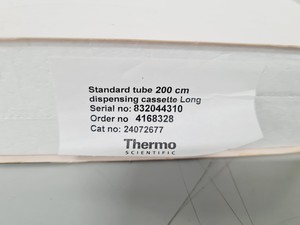 Standard tube 200 cm
dispensing cassette Long
Serial no: 832044310
Order no 4168328
Cat no: 24072677
Thermo
SCIENTIFIC